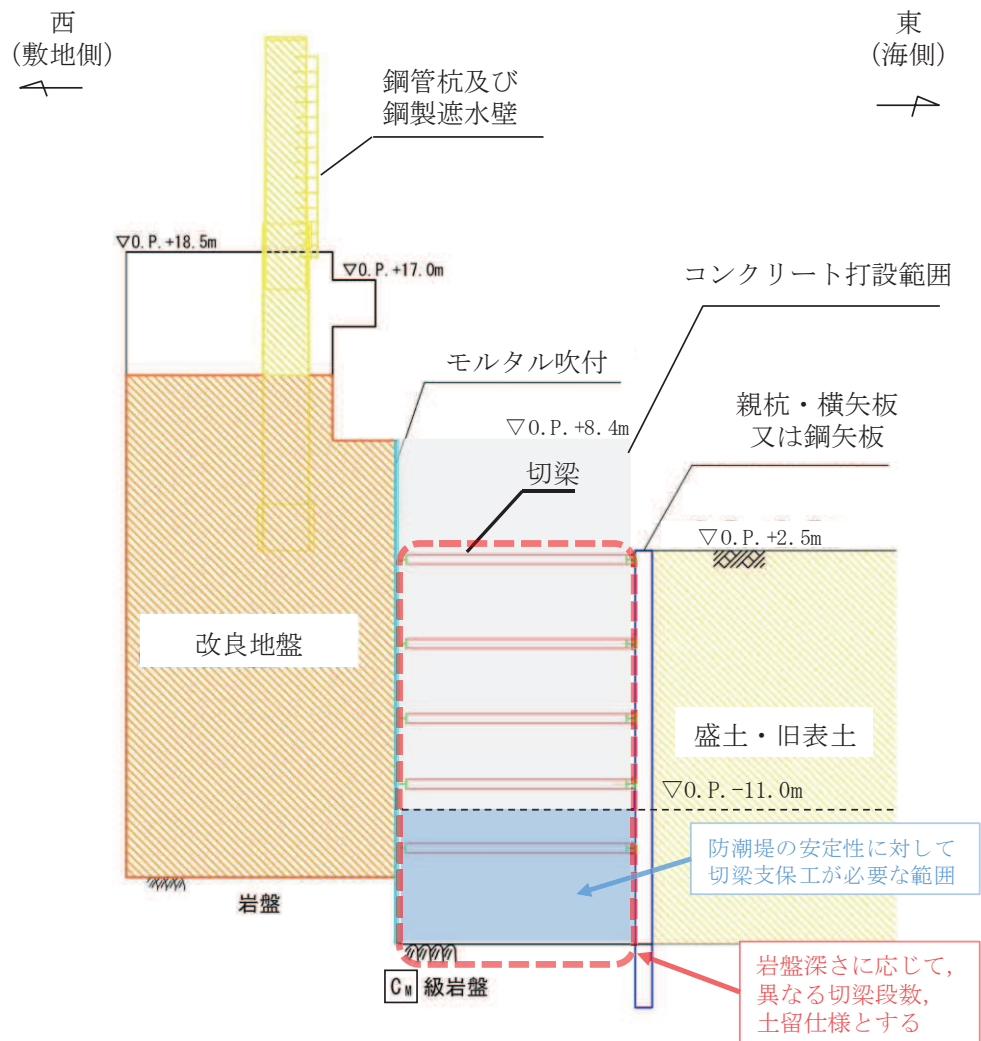 西
(敷地側)
東
(海側)
鋼管杭及び
鋼製遮水壁
▽O.P.+18.5m
▽O.P.+17.0m
コンクリート打設範囲
モルタル吹付
▽O.P.+8.4m
親杭・横矢板
又は鋼矢板
切梁
▽O.P.+2.5m
改良地盤
盛土・旧表土
▽O.P.-11.0m
防潮堤の安定性に対して
切梁支保工が必要な範囲
岩盤
CM 級岩盤
岩盤深さに応じて,
異なる切梁段数,
土留仕様とする